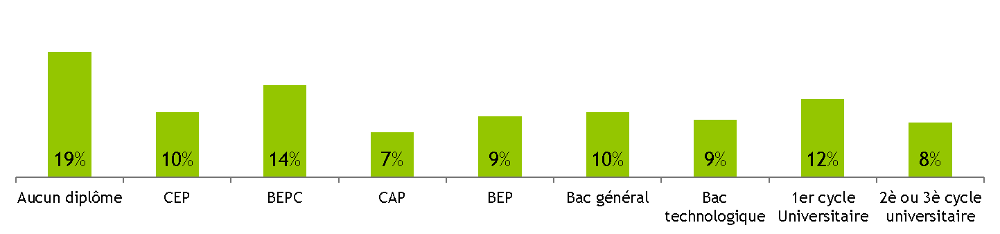 19% 10% 14% 7% 9% 10% 9% 12% 8%
Aucun diplôme CEP BEPC CAP BEP Bac général Bac technologique 1er cycle Universitaire 2è ou 3è cycle universitaire